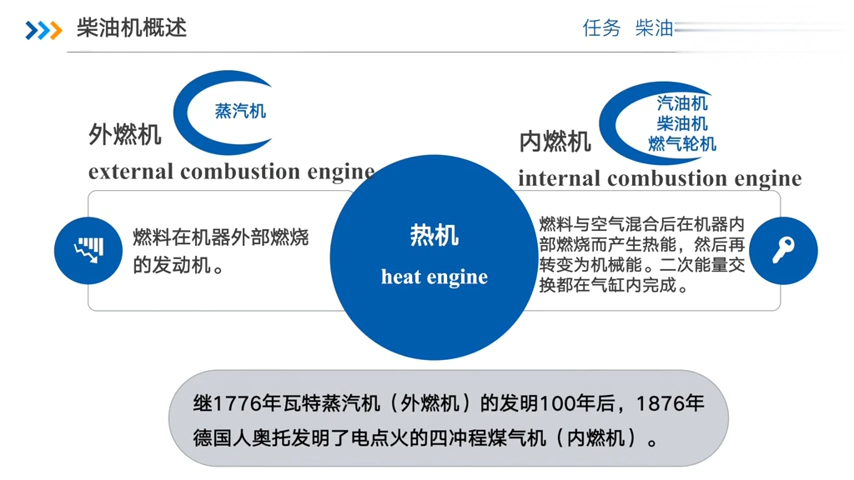 柴油机概述
任务 柴油
蒸汽机
外燃机
external combustion engine
燃料在机器外部燃烧
的发动机。
热机
heat engine
汽油机
柴油机
燃气轮机
内燃机
internal combustion engine
燃料与空气混合后在机器内
部燃烧而产生热能，然后再
转变为机械能。二次能量交
换都在气缸内完成。
继1776年瓦特蒸汽机（外燃机）的发明100年后，1876年
德国人奥托发明了电点火的四冲程煤气机（内燃机）。